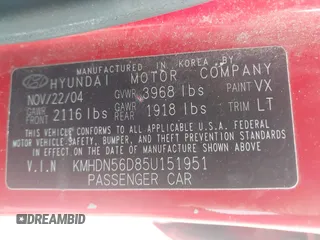 MANUFACTURED IN KOREA BY
HYUNDAI MOTOR COMPANY
NOV/22/04 GVWR 3968 lbs PAINT VX
GAWR FRONT 2116 lbs GAWR REAR 1918 lbs TRIM LT
THIS VEHICLE CONFORMS TO ALL APPLICABLE U.S. FEDERAL
MOTOR VEHICLE SAFETY, BUMPER, AND THEFT PREVENTION STANDARDS
IN EFFECT ON THE DATE OF MANUFACTURE SHOWN ABOVE.
V.I.N KMHDN56D85U151951
PASSENGER CAR
DREAMBID
DREAMBID.COM